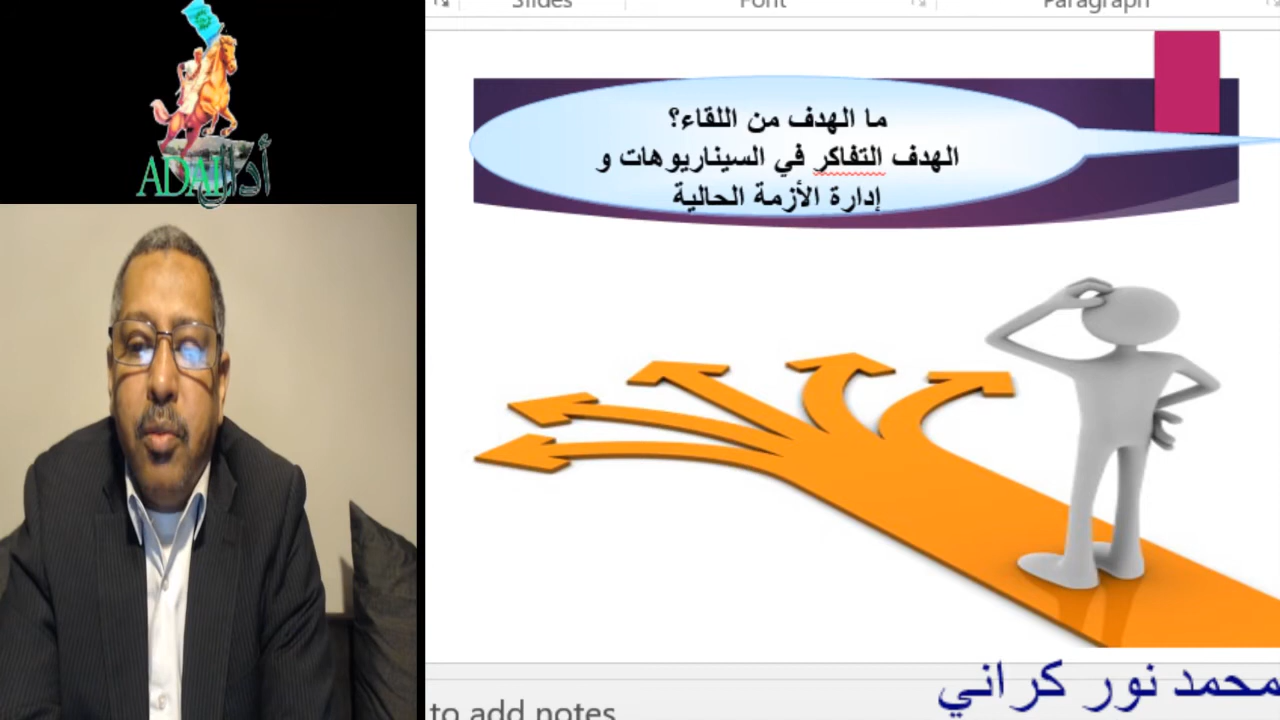 Slides Font Paragraph
ADAL أدال
ما الهدف من اللقاء؟
الهدف التفاكر في السيناريوهات و
إدارة الأزمة الحالية
محمد نور كراني
to add notes